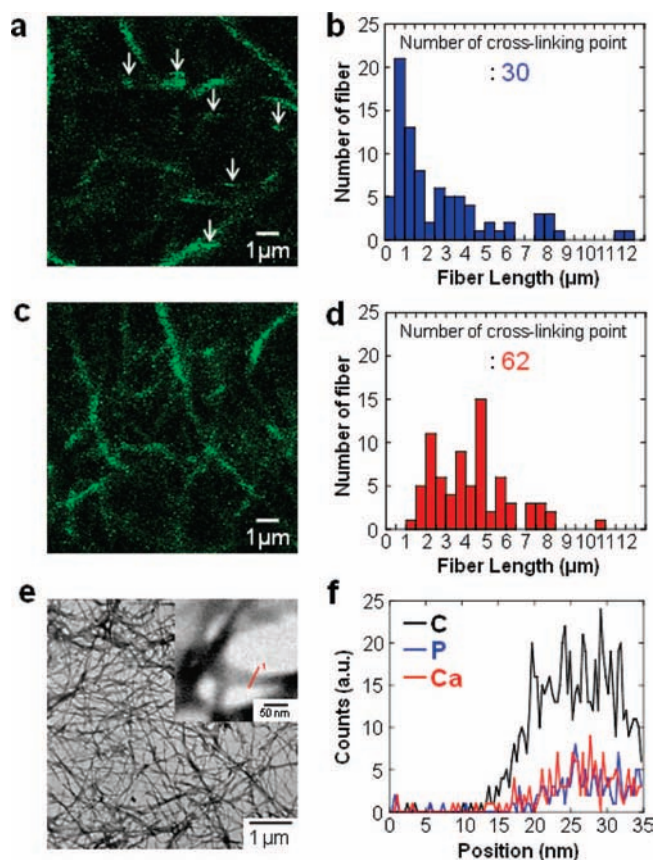 a
1µm
b
Number of cross-linking point
: 30
Number of fiber
25
20
15
10
5
0
0 1 2 3 4 5 6 7 8 9 10 11 12
Fiber Length (µm)
c
1µm
d
Number of cross-linking point
: 62
Number of fiber
25
20
15
10
5
0
0 1 2 3 4 5 6 7 8 9 10 11 12
Fiber Length (µm)
e
1
50 nm
1 µm
f
C
P
Ca
Counts (a.u.)
25
20
15
10
5
0
0 5 10 15 20 25 30 35
Position (nm)